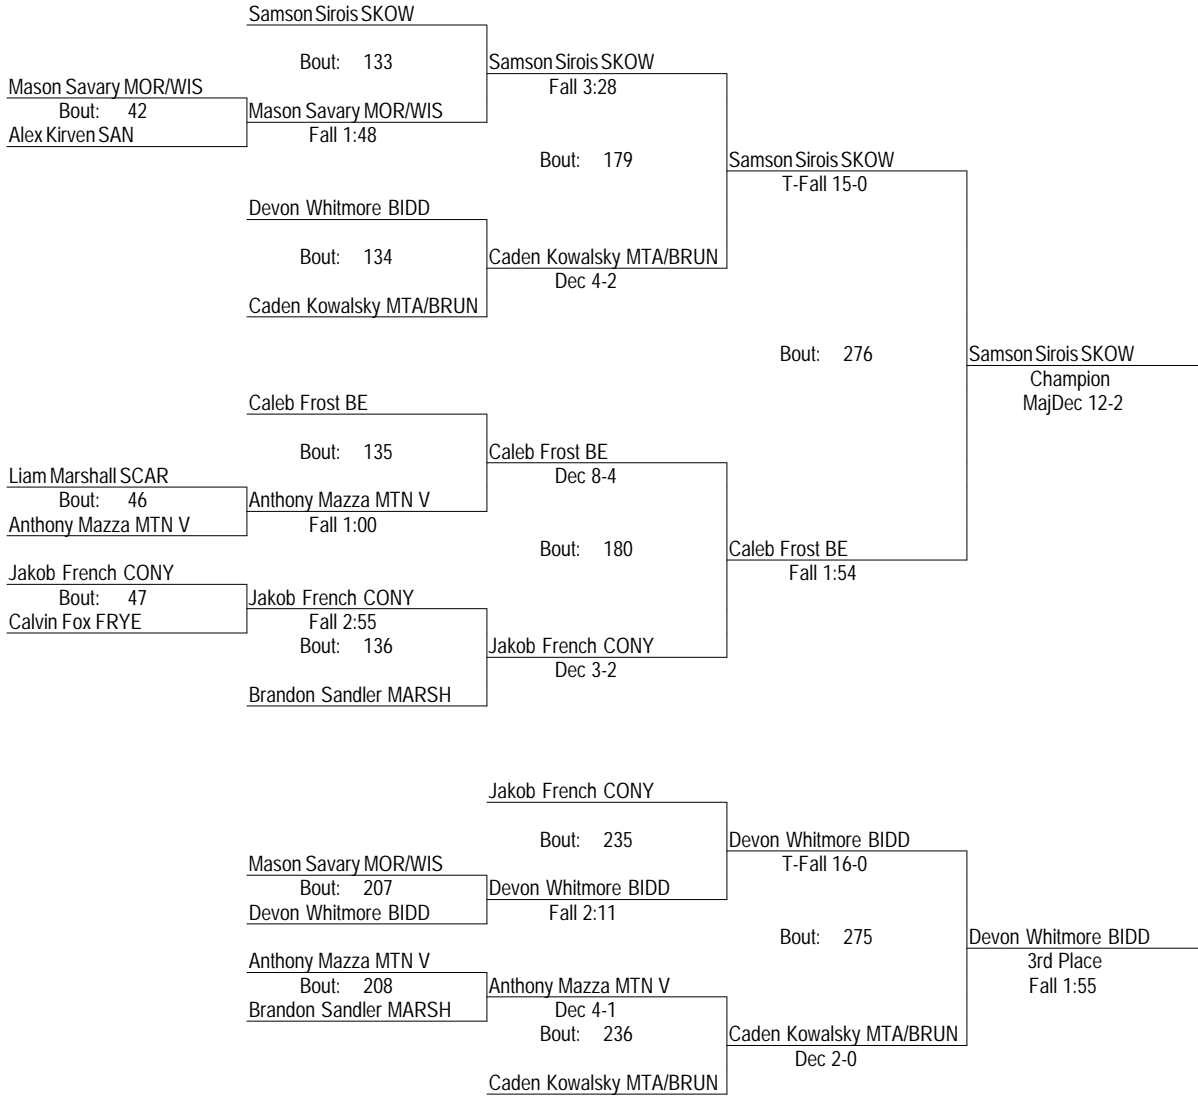 Samson Sirois SKOW
Bout: 133
Samson Sirois SKOW
Fall 3:28
Mason Savary MOR/WIS
Bout: 42
Mason Savary MOR/WIS
Alex Kirven SAN
Fall 1:48
Bout: 179
Samson Sirois SKOW
T-Fall 15-0
Devon Whitmore BIDD
Bout: 134
Caden Kowalsky MTA/BRUN
Dec 4-2
Caden Kowalsky MTA/BRUN
Bout: 276
Samson Sirois SKOW
Champion
MajDec 12-2
Caleb Frost BE
Bout: 135
Caleb Frost BE
Dec 8-4
Liam Marshall SCAR
Bout: 46
Anthony Mazza MTN V
Anthony Mazza MTN V
Fall 1:00
Bout: 180
Caleb Frost BE
Fall 1:54
Jakob French CONY
Bout: 47
Jakob French CONY
Calvin Fox FRYE
Fall 2:55
Bout: 136
Jakob French CONY
Dec 3-2
Brandon Sandler MARSH
Jakob French CONY
Bout: 235
Devon Whitmore BIDD
T-Fall 16-0
Mason Savary MOR/WIS
Bout: 207
Devon Whitmore BIDD
Devon Whitmore BIDD
Fall 2:11
Bout: 275
Devon Whitmore BIDD
3rd Place
Fall 1:55
Anthony Mazza MTN V
Bout: 208
Anthony Mazza MTN V
Brandon Sandler MARSH
Dec 4-1
Bout: 236
Caden Kowalsky MTA/BRUN
Dec 2-0
Caden Kowalsky MTA/BRUN